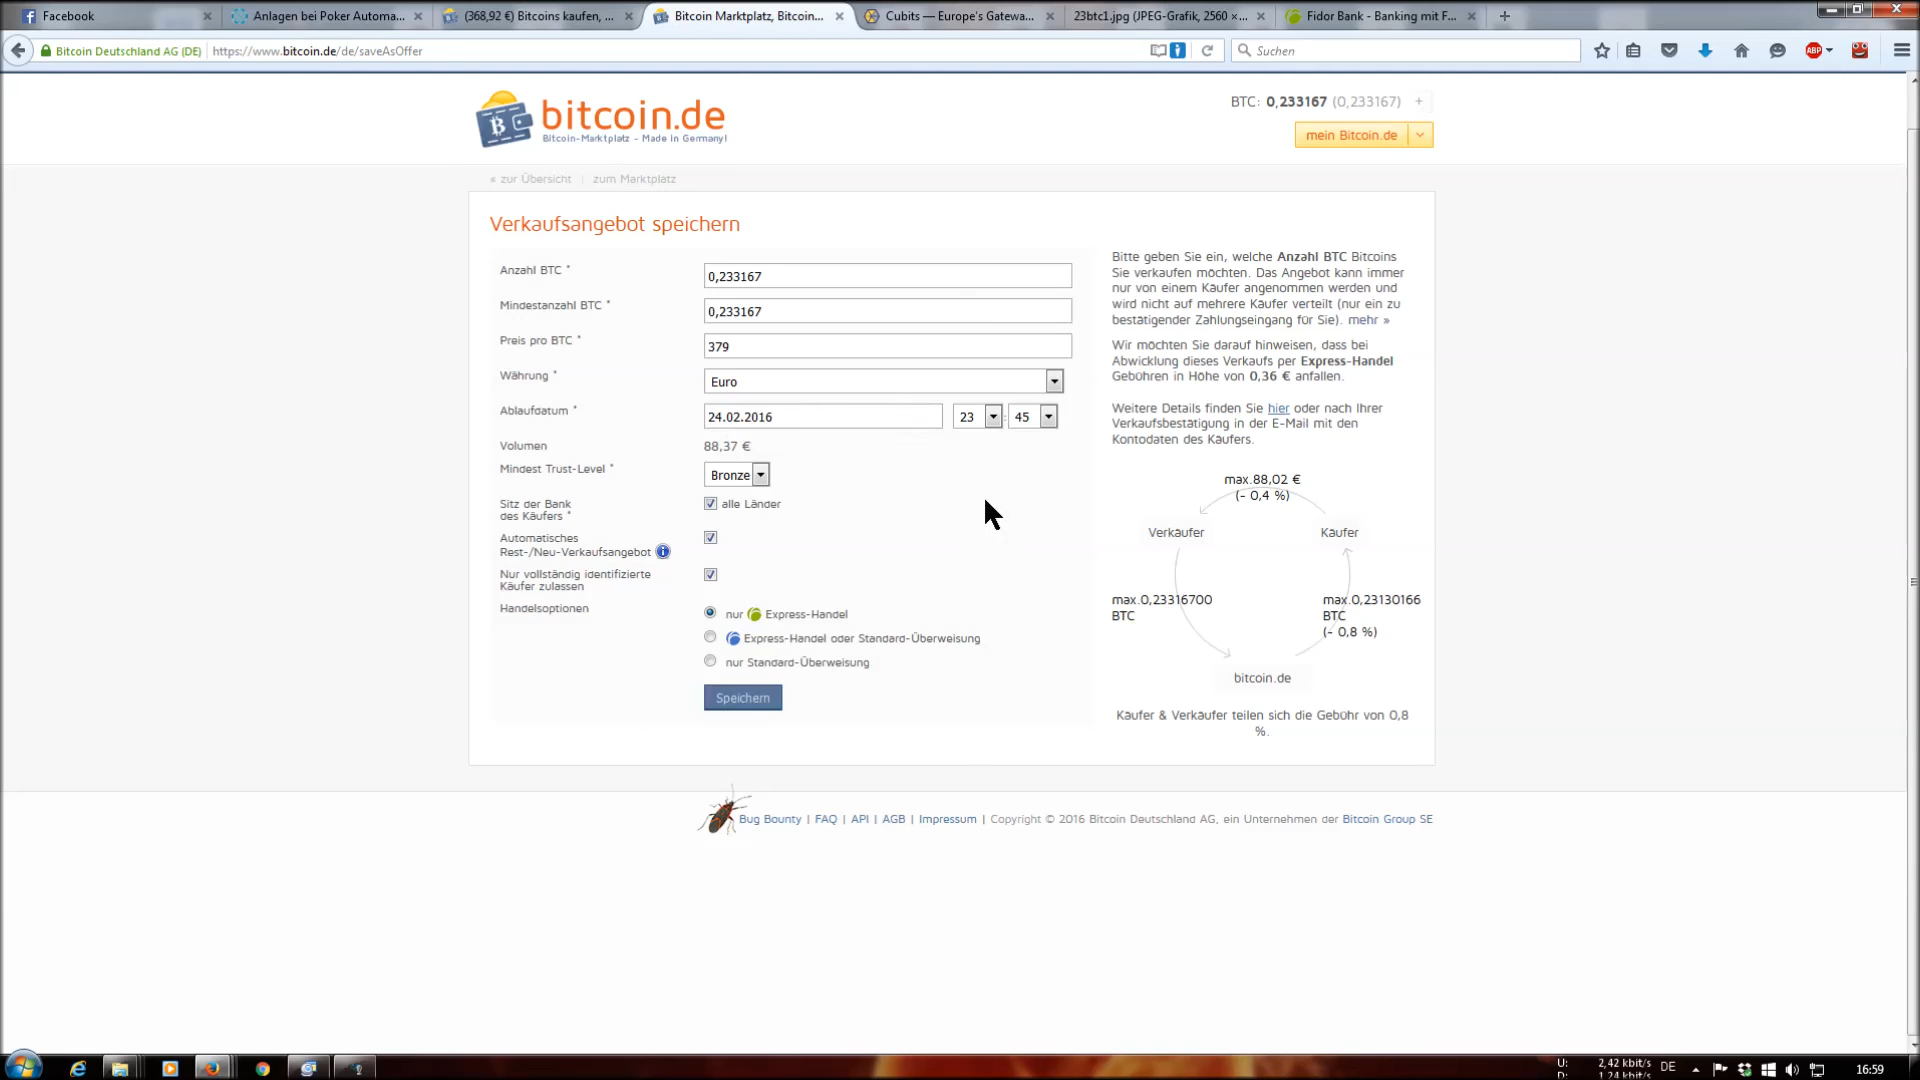 Facebook
Anlagen bei Poker Automa...
(368,92 €) Bitcoins kaufen, ...
Bitcoin Marktplatz, Bitcoin...
Cubits — Europe's Gatewa...
23btc1.jpg (JPEG-Grafik, 2560 ×...
Fidor Bank - Banking mit F...
Bitcoin Deutschland AG (DE)
https://www.bitcoin.de/de/saveAsOffer
Suchen
ABP
bitcoin.de
Bitcoin-Marktplatz - Made in Germany!
BTC: 0,233167 (0,233167) +
mein Bitcoin.de
« zur Übersicht | zum Marktplatz
Verkaufsangebot speichern
Anzahl BTC *
0,233167
Mindestanzahl BTC *
0,233167
Preis pro BTC *
379
Währung *
Euro
Ablaufdatum *
24.02.2016
23 : 45
Volumen
88,37 €
Mindest Trust-Level *
Bronze
Sitz der Bank
des Käufers *
alle Länder
Automatisches
Rest-/Neu-Verkaufsangebot
Nur vollständig identifizierte
Käufer zulassen
Handelsoptionen
nur Express-Handel
Express-Handel oder Standard-Überweisung
nur Standard-Überweisung
Speichern
Bitte geben Sie ein, welche Anzahl BTC Bitcoins
Sie verkaufen möchten. Das Angebot kann immer
nur von einem Käufer angenommen werden und
wird nicht auf mehrere Käufer verteilt (nur ein zu
bestätigender Zahlungseingang für Sie). mehr »
Wir möchten Sie darauf hinweisen, dass bei
Abwicklung dieses Verkaufs per Express-Handel
Gebühren in Höhe von 0,36 € anfallen.
Weitere Details finden Sie hier oder nach Ihrer
Verkaufsbestätigung in der E-Mail mit den
Kontodaten des Käufers.
max.88,02 €
(- 0,4 %)
Verkäufer
Käufer
max.0,23316700
BTC
max.0,23130166
BTC
(- 0,8 %)
bitcoin.de
Käufer & Verkäufer teilen sich die Gebühr von 0,8
%.
Bug Bounty | FAQ | API | AGB | Impressum | Copyright © 2016 Bitcoin Deutschland AG, ein Unternehmen der Bitcoin Group SE
U: 2,42 kbit/s
D: 1,24 kbit/s
DE
16:59